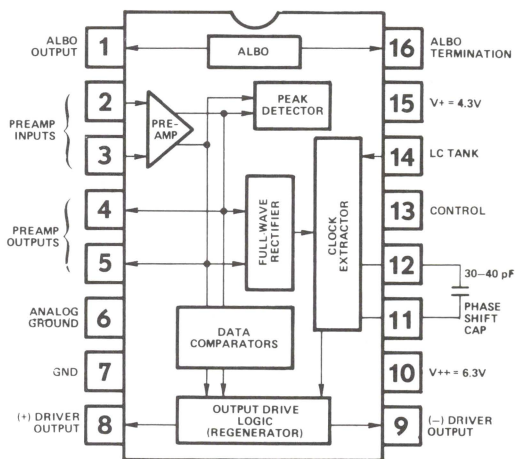 ALBO
OUTPUT
1
ALBO
16
ALBO
TERMINATION
2
PREAMP
INPUTS
3
PRE-
AMP
PEAK
DETECTOR
15
V+ = 4.3V
14
LC TANK
4
PREAMP
OUTPUTS
5
FULL-WAVE
RECTIFIER
CLOCK
EXTRACTOR
13
CONTROL
12
30–40 pF
PHASE
SHIFT
CAP
11
ANALOG
GROUND
6
DATA
COMPARATORS
GND
7
10
V++ = 6.3V
(+) DRIVER
OUTPUT
8
OUTPUT DRIVE
LOGIC
(REGENERATOR)
9
(–) DRIVER
OUTPUT